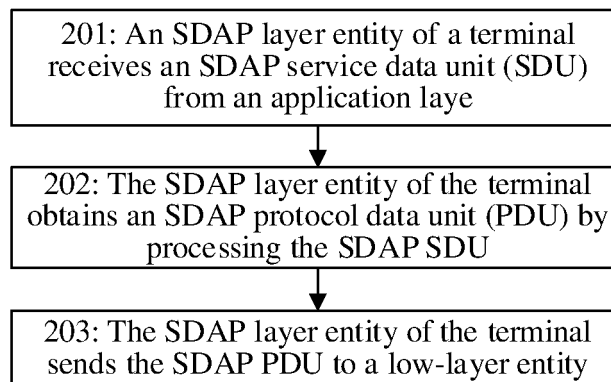 201: An SDAP layer entity of a terminal
receives an SDAP service data unit (SDU)
from an application laye
202: The SDAP layer entity of the terminal
obtains an SDAP protocol data unit (PDU) by
processing the SDAP SDU
203: The SDAP layer entity of the terminal
sends the SDAP PDU to a low-layer entity